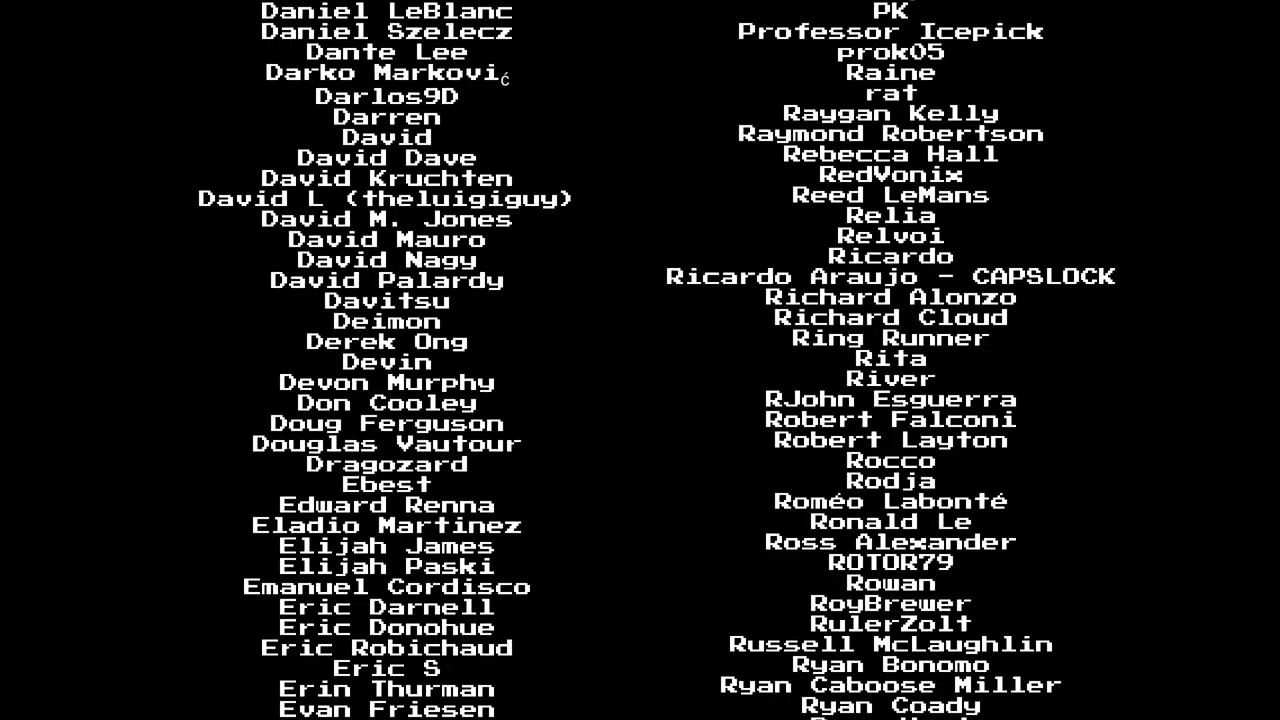 Daniel LeBlanc
Daniel Szelecz
Dante Lee
Darko Marković
Darlos9D
Darren
David
David Dave
David Kruchten
David L (theluigiguy)
David M. Jones
David Mauro
David Nagy
David Palardy
Davitsu
Deimon
Derek Ong
Devin
Devon Murphy
Don Cooley
Doug Ferguson
Douglas Vautour
Dragozard
Ebest
Edward Renna
Eladio Martinez
Elijah James
Elijah Paski
Emanuel Cordisco
Eric Darnell
Eric Donohue
Eric Robichaud
Eric S
Erin Thurman
Evan Friesen
PK
Professor Icepick
prok05
Raine
rat
Raygan Kelly
Raymond Robertson
Rebecca Hall
RedVonix
Reed LeMans
Relia
Relvoi
Ricardo
Ricardo Araujo - CAPSLOCK
Richard Alonzo
Richard Cloud
Ring Runner
Rita
River
RJohn Esguerra
Robert Falconi
Robert Layton
Rocco
Rodja
Roméo Labonté
Ronald Le
Ross Alexander
ROTOR79
Rowan
RoyBrewer
RulerZolt
Russell McLaughlin
Ryan Bonomo
Ryan Caboose Miller
Ryan Coady